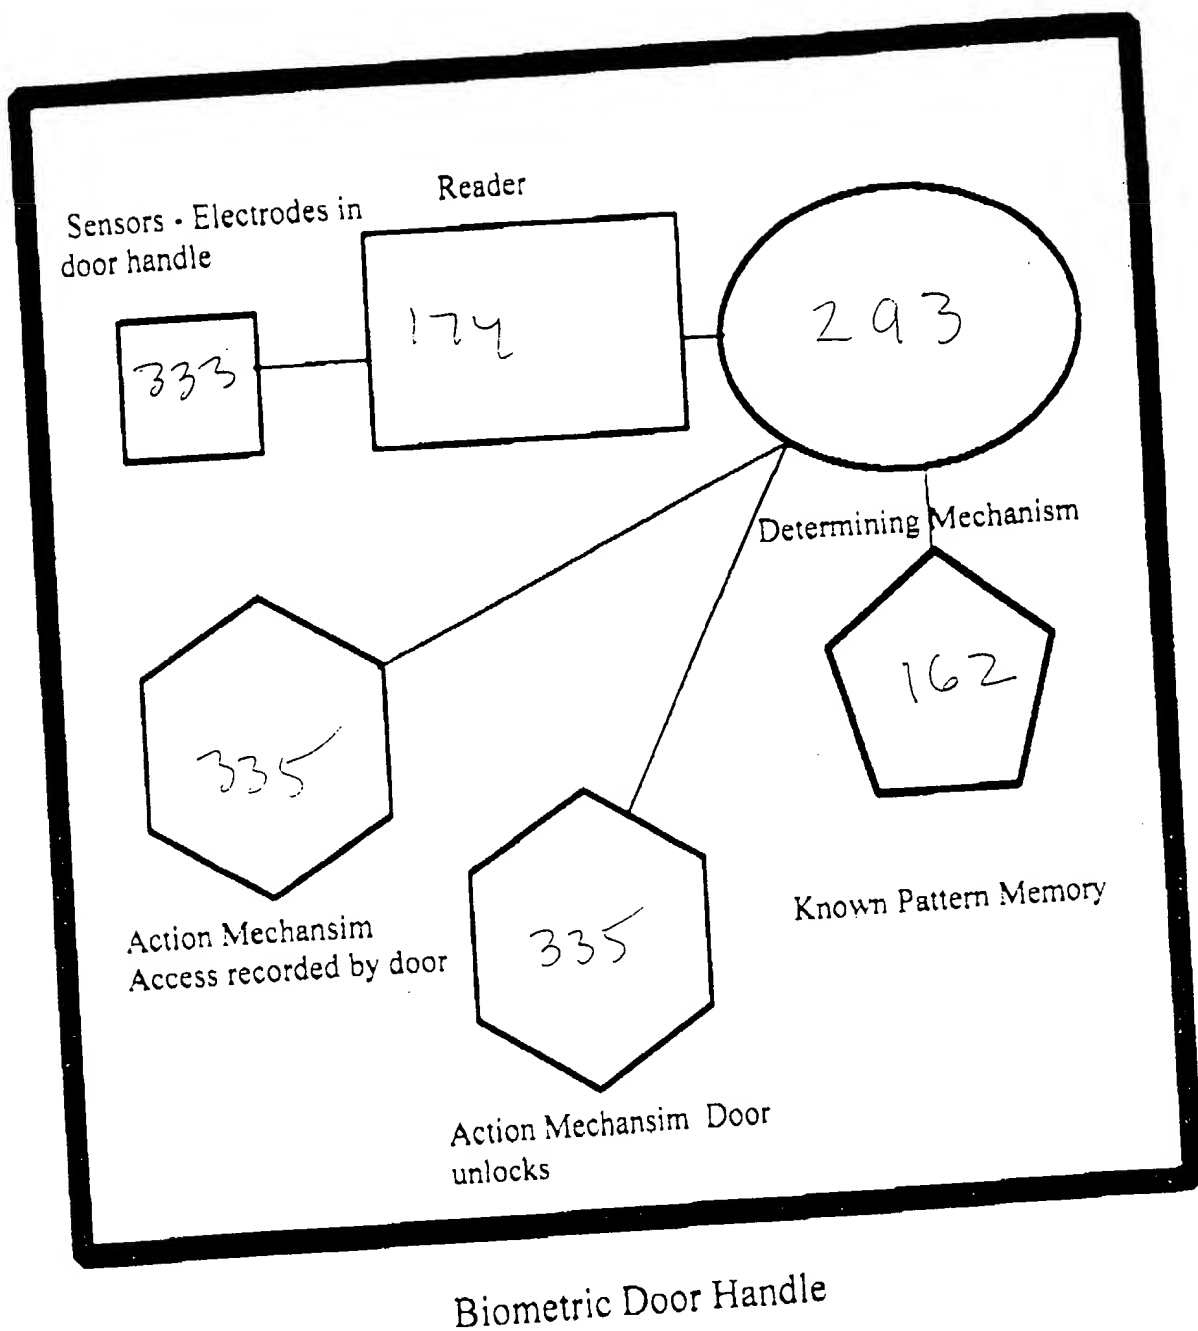 Reader
Sensors - Electrodes in
door handle
333
174
293
Determining Mechanism
162
335
335
Known Pattern Memory
Action Mechansim
Access recorded by door
Action Mechansim Door
unlocks
Biometric Door Handle